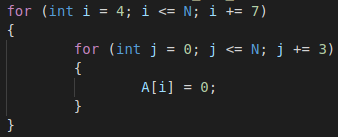 for (int i = 4; i <= N; i += 7)
{
for (int j = 0; j <= N; j += 3)
{
A[i] = 0;
}
}